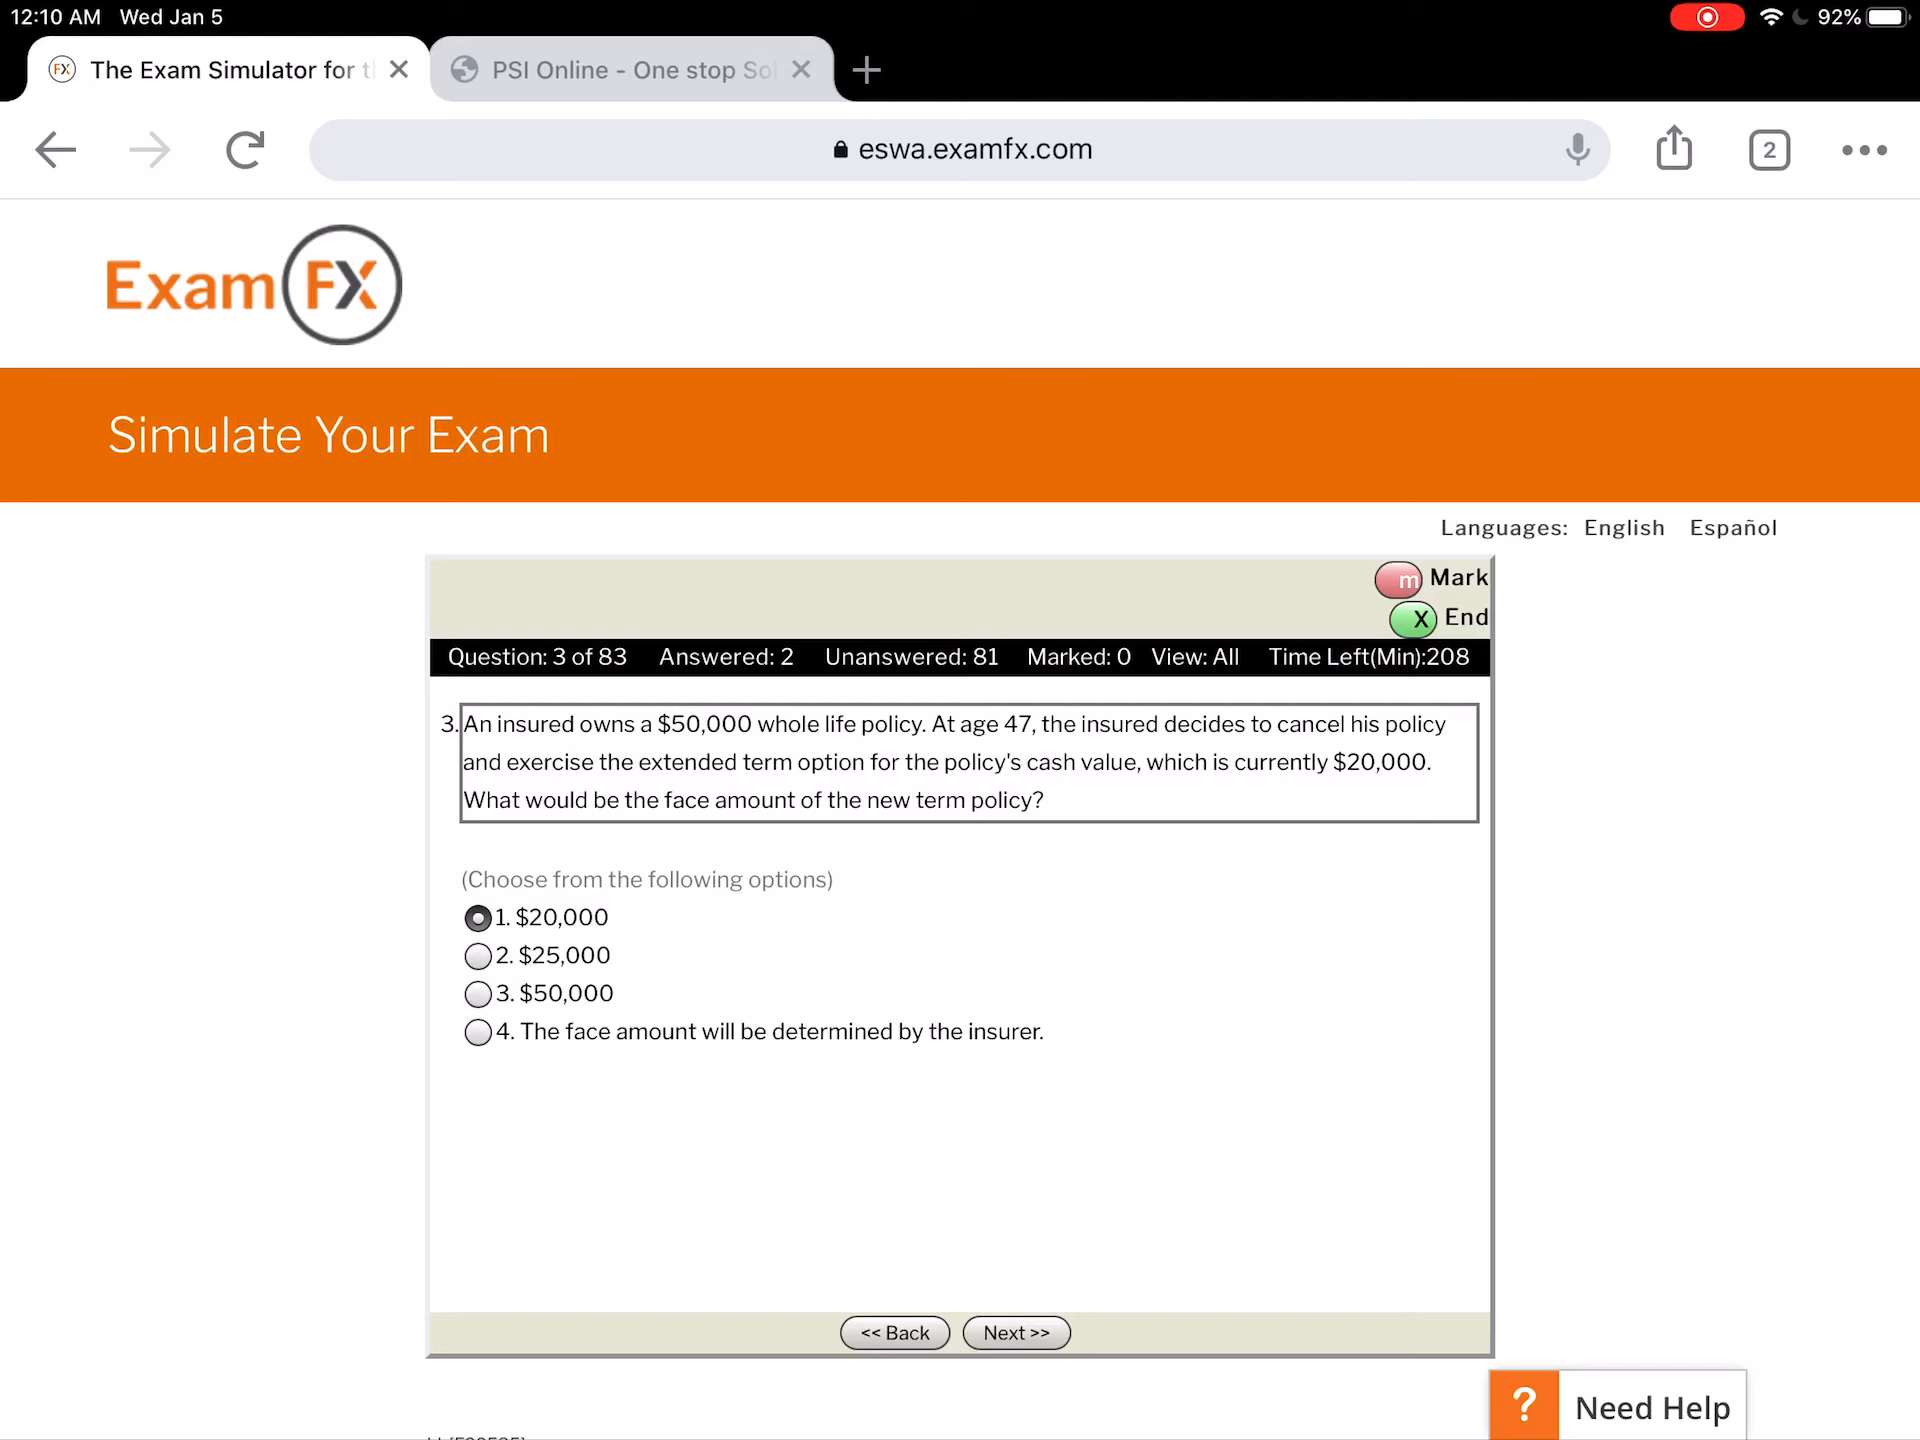 12:10 AM Wed Jan 5
92%
FX The Exam Simulator for t
PSI Online - One stop So
eswa.examfx.com
2
Exam FX
Simulate Your Exam
Languages: English Español
m Mark
X End
Question: 3 of 83 Answered: 2 Unanswered: 81 Marked: 0 View: All Time Left(Min):208
3. An insured owns a $50,000 whole life policy. At age 47, the insured decides to cancel his policy
and exercise the extended term option for the policy's cash value, which is currently $20,000.
What would be the face amount of the new term policy?
(Choose from the following options)
1. $20,000
2. $25,000
3. $50,000
4. The face amount will be determined by the insurer.
<< Back Next >>
? Need Help